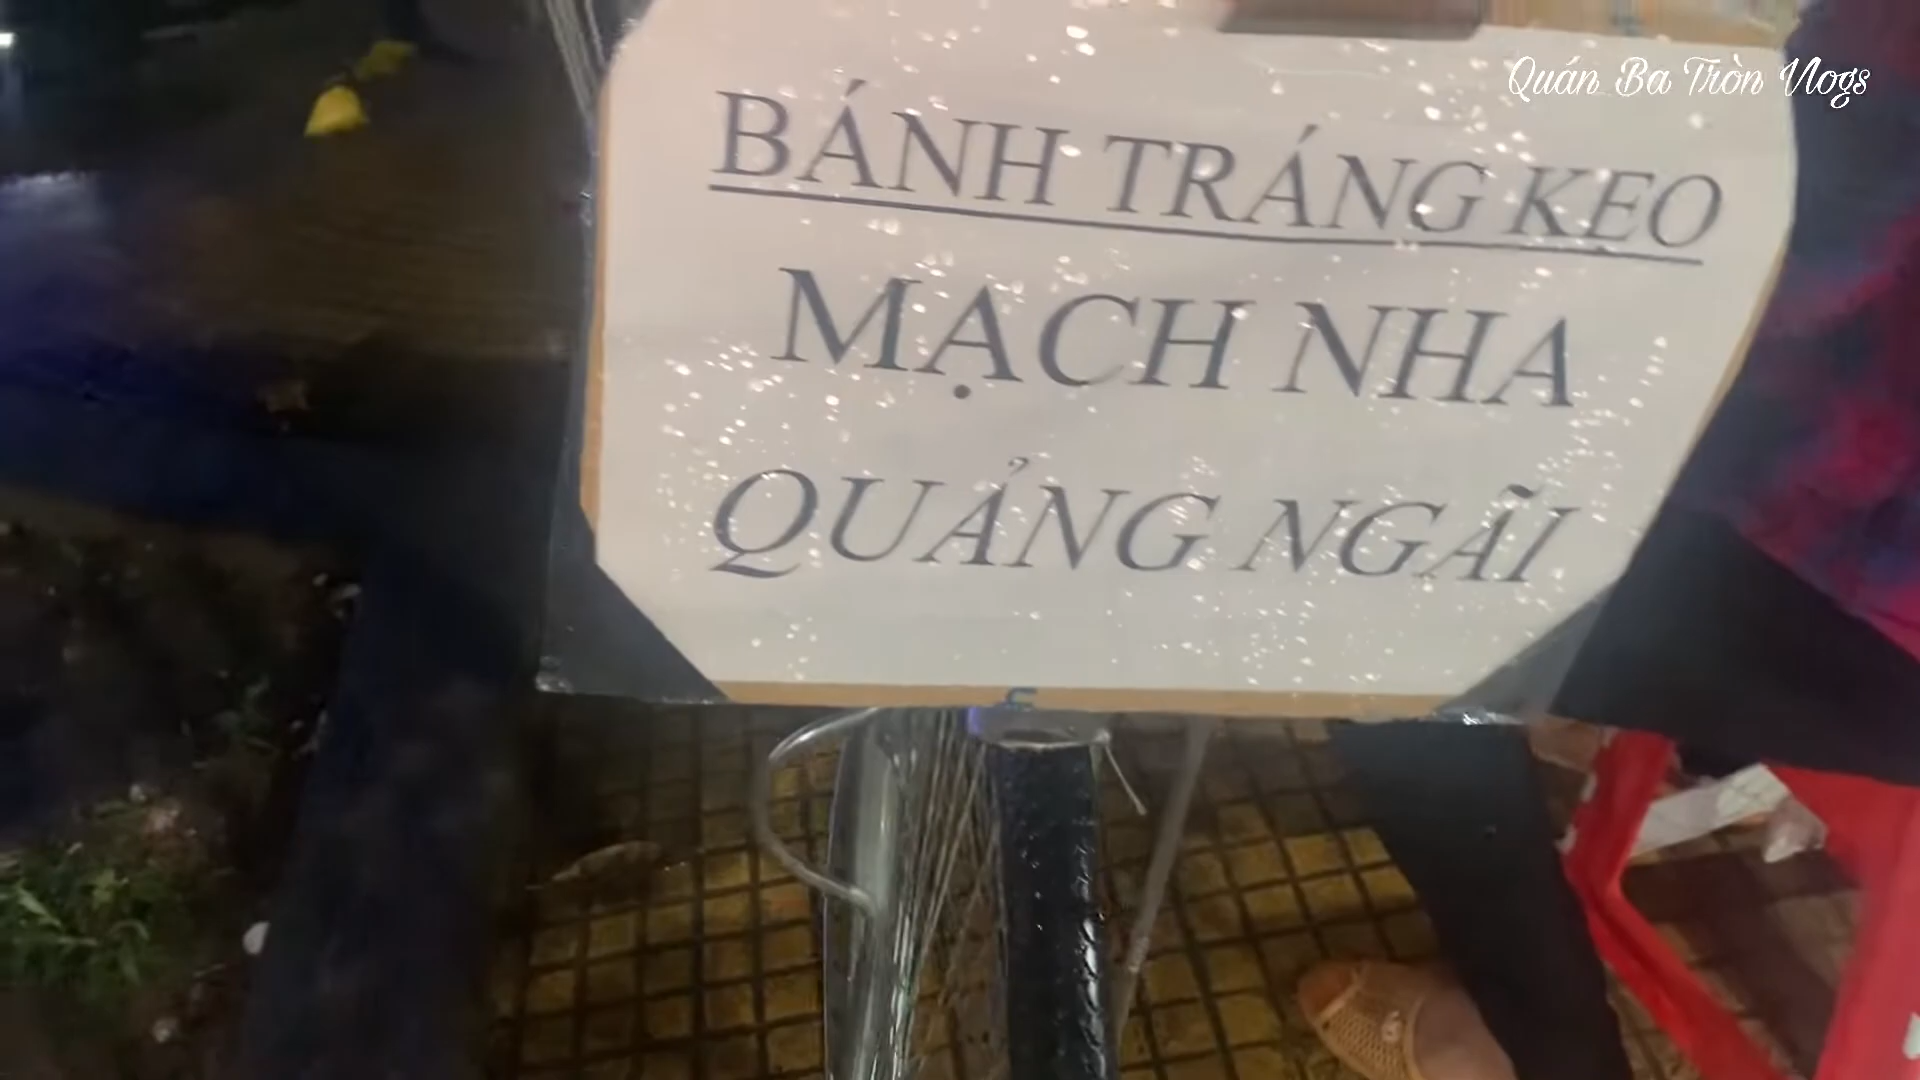 Quán Ba Tròn Vlogs
BÁNH TRÁNG KẸO
MẠCH NHA
QUẢNG NGÃI